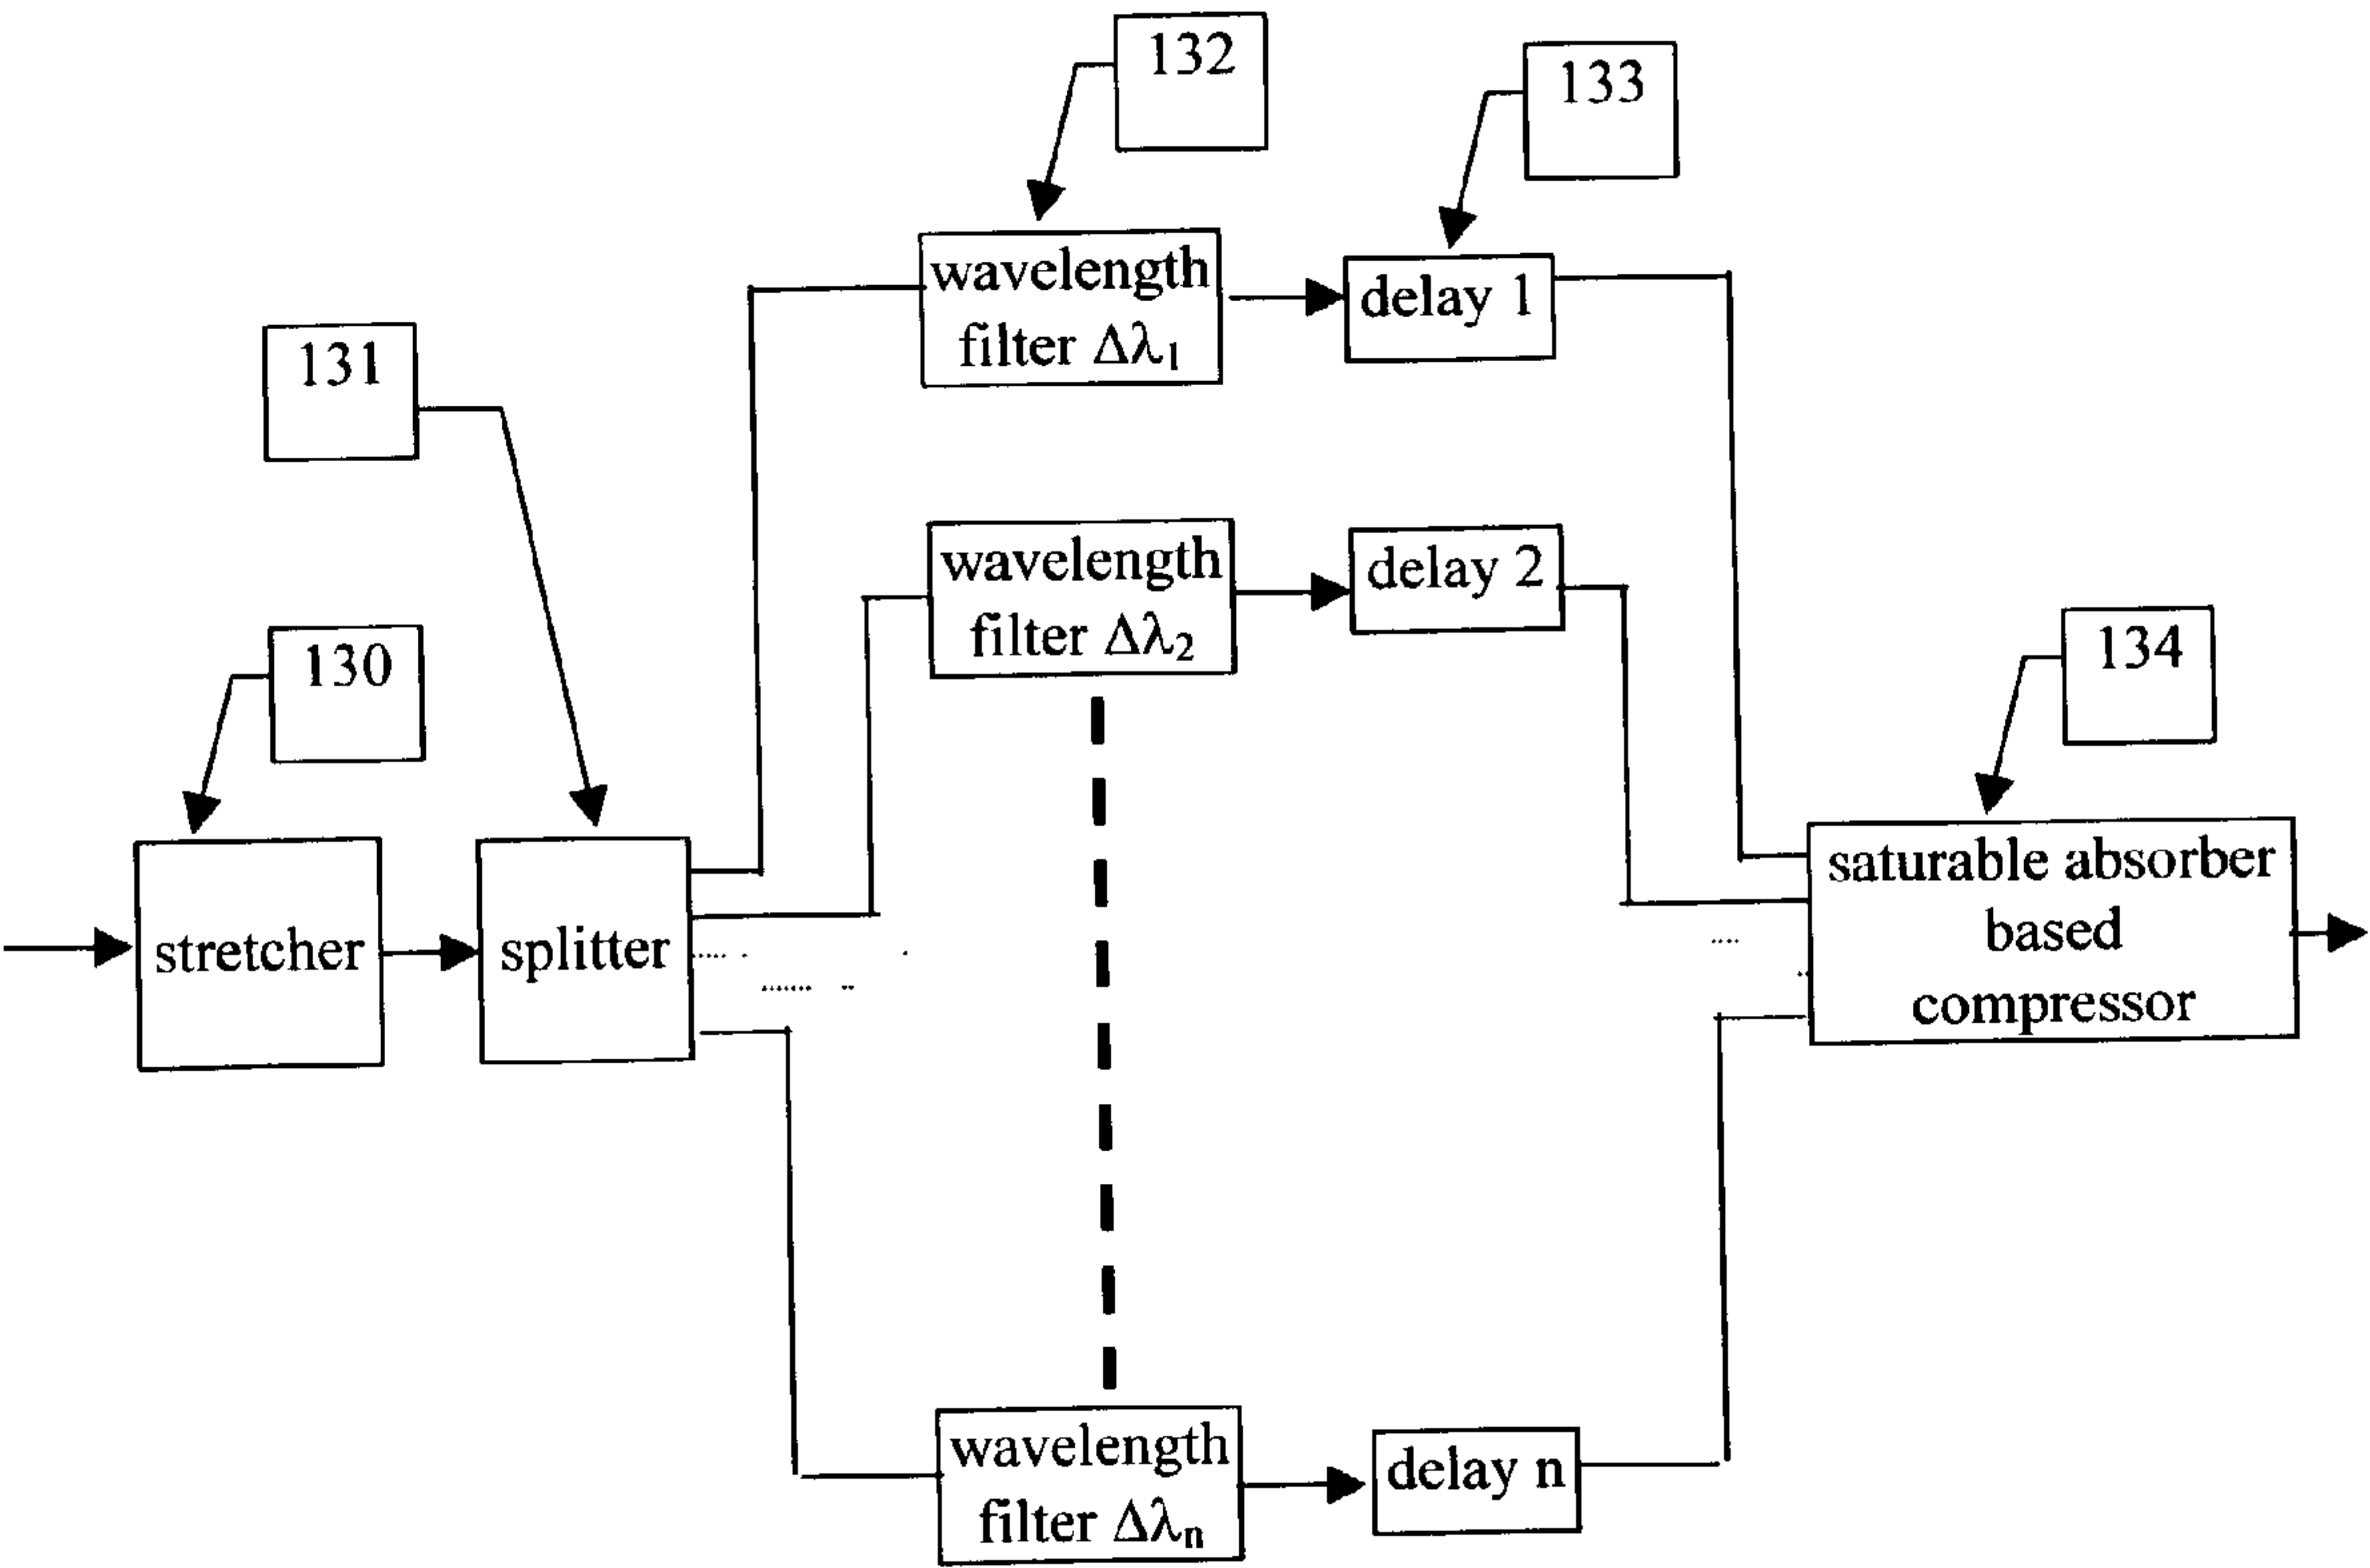 132
133
wavelength
filter Δλ₁
delay 1
131
wavelength
filter Δλ₂
delay 2
130
134
stretcher
splitter
saturable absorber
based
compressor
wavelength
filter Δλₙ
delay n